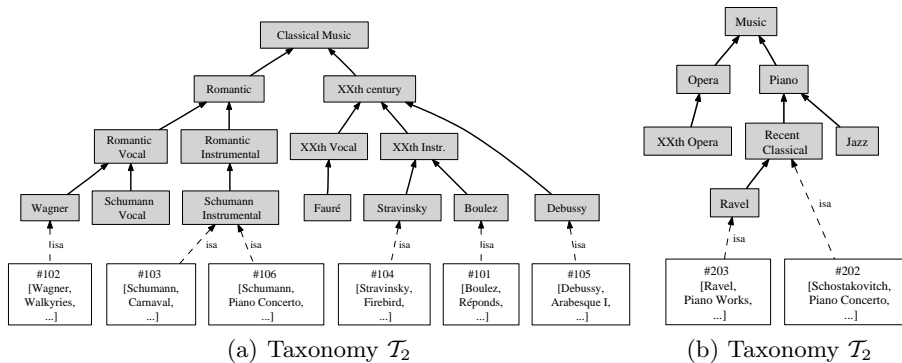 Classical Music
Romantic
XXth century
Romantic
Vocal
Romantic
Instrumental
XXth Vocal
XXth Instr.
Wagner
Schumann
Vocal
Schumann
Instrumental
Fauré
Stravinsky
Boulez
Debussy
isa
isa
isa
isa
isa
isa
#102
[Wagner,
Walkyries,
...]
#103
[Schumann,
Carnaval,
...]
#106
[Schumann,
Piano Concerto,
...]
#104
[Stravinsky,
Firebird,
...]
#101
[Boulez,
Réponds,
...]
#105
[Debussy,
Arabesque I,
...]
(a) Taxonomy 𝒯₂
Music
Opera
Piano
XXth Opera
Recent
Classical
Jazz
Ravel
isa
isa
#203
[Ravel,
Piano Works,
...]
#202
[Schostakovitch,
Piano Concerto,
...]
(b) Taxonomy 𝒯₂